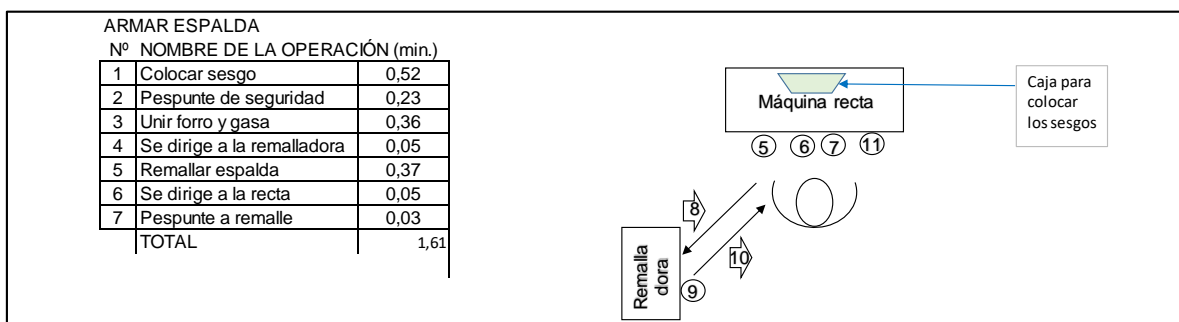 ARMAR ESPALDA
Nº NOMBRE DE LA OPERACIÓN (min.)
1 Colocar sesgo 0,52
2 Pespunte de seguridad 0,23
3 Unir forro y gasa 0,36
4 Se dirige a la remalladora 0,05
5 Remallar espalda 0,37
6 Se dirige a la recta 0,05
7 Pespunte a remalle 0,03
TOTAL 1,61
Máquina recta
Caja para
colocar
los sesgos
5 6 7 11
8
10
Remalla
dora
9